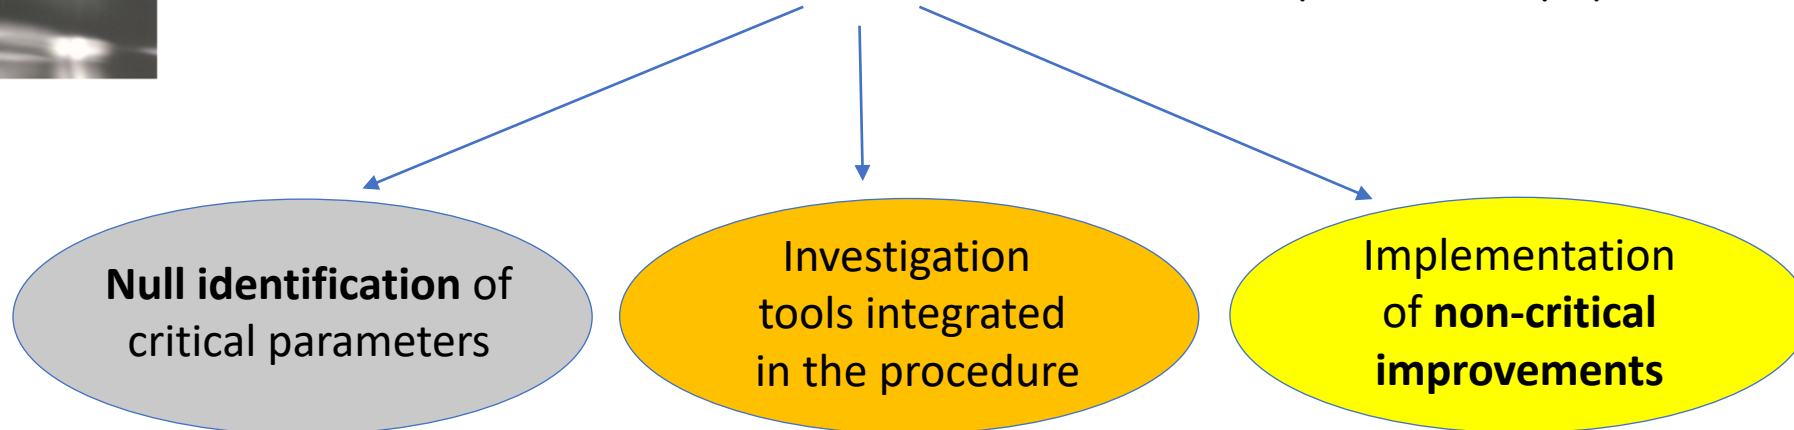 Null identification of
critical parameters
Investigation
tools integrated
in the procedure
Implementation
of non-critical
improvements